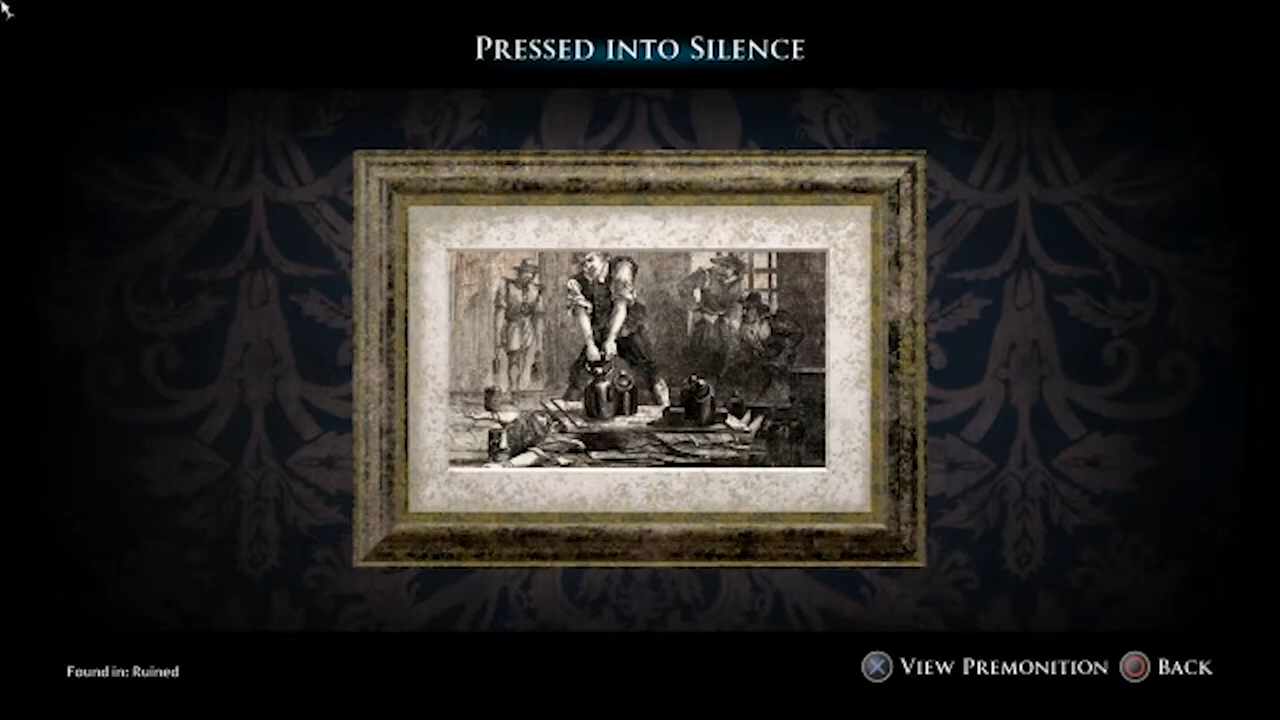 Pressed into Silence
Found in: Ruined
View Premonition
Back